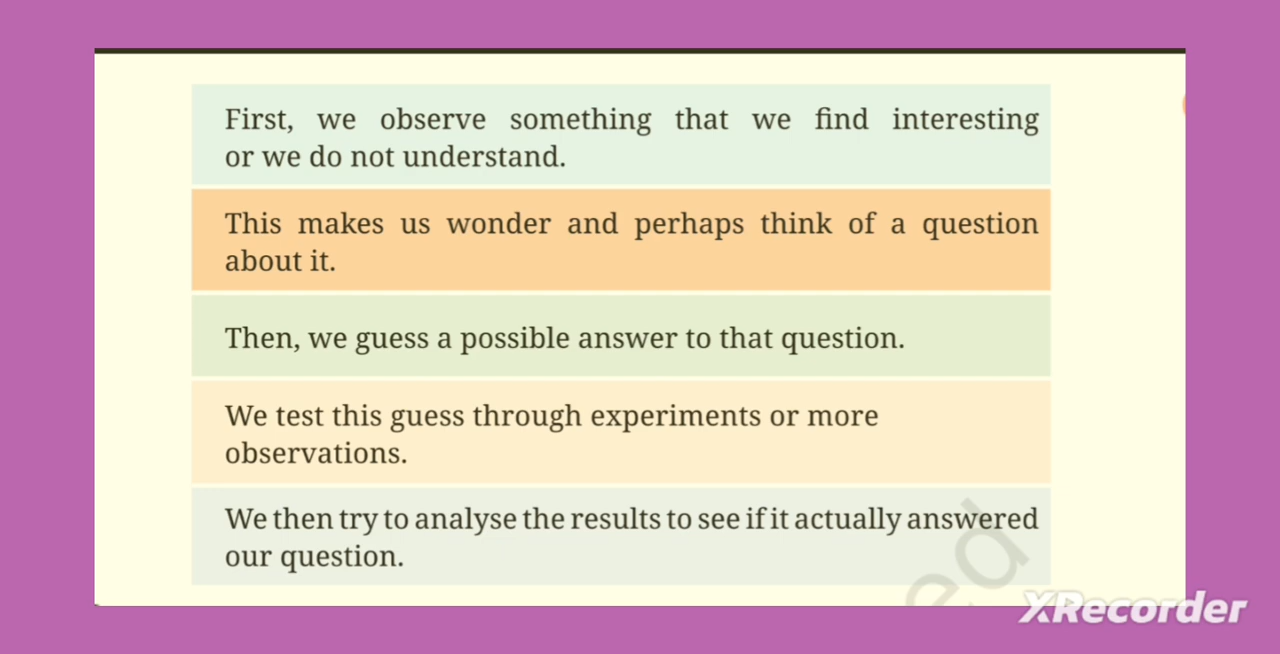 First, we observe something that we find interesting
or we do not understand.
This makes us wonder and perhaps think of a question
about it.
Then, we guess a possible answer to that question.
We test this guess through experiments or more
observations.
We then try to analyse the results to see if it actually answered
our question.
ed
XRecorder